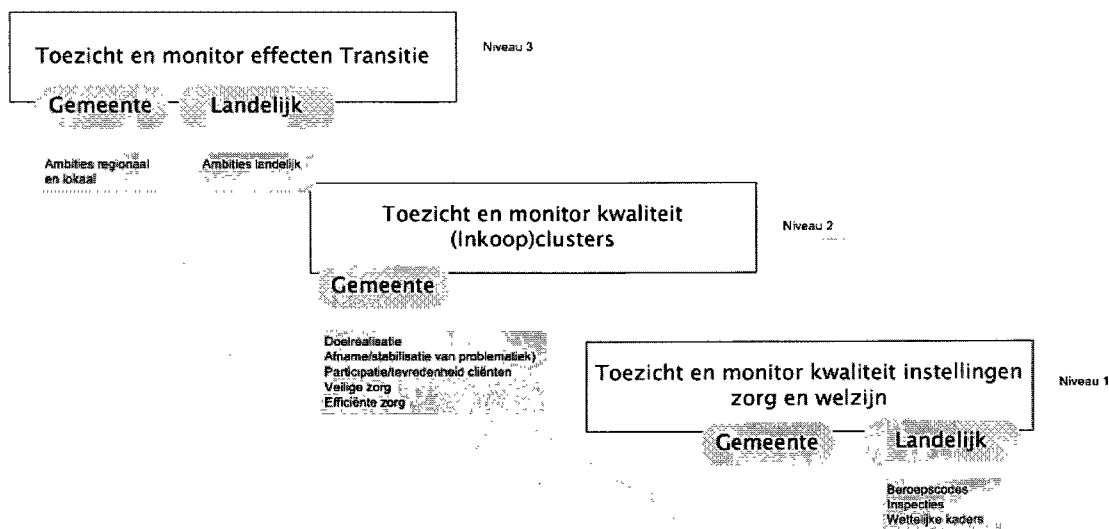 Toezicht en monitor effecten Transitie
Niveau 3
Gemeente
Landelijk
Ambities regionaal
en lokaal
Ambities landelijk
Toezicht en monitor kwaliteit
(Inkoop)clusters
Niveau 2
Gemeente
Doelrealisatie
Afname/stabilisatie van problematiek)
Participatie/tevredenheid cliënten
Veilige zorg
Efficiënte zorg
Toezicht en monitor kwaliteit instellingen
zorg en welzijn
Niveau 1
Gemeente
Landelijk
Beroepscodes
Inspecties
Wettelijke kaders